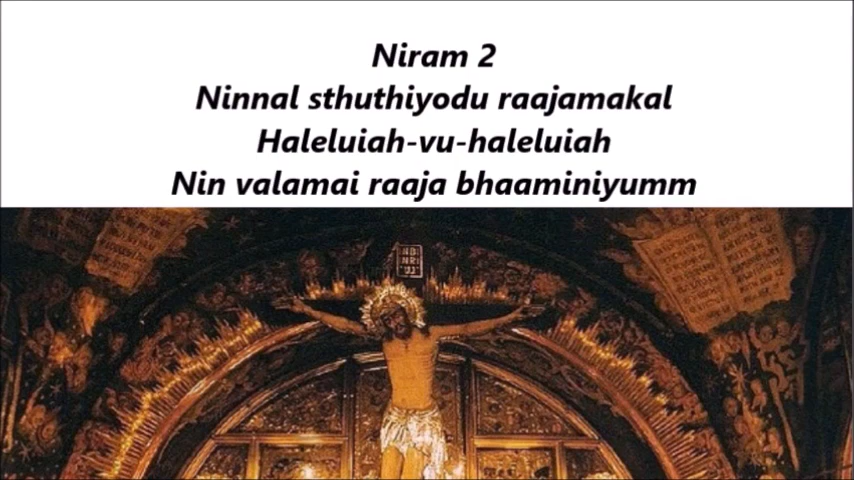 Niram 2
Ninnal sthuthiyodu raajamakal
Haleluiah-vu-haleluiah
Nin valamai raaja bhaaminiyumm